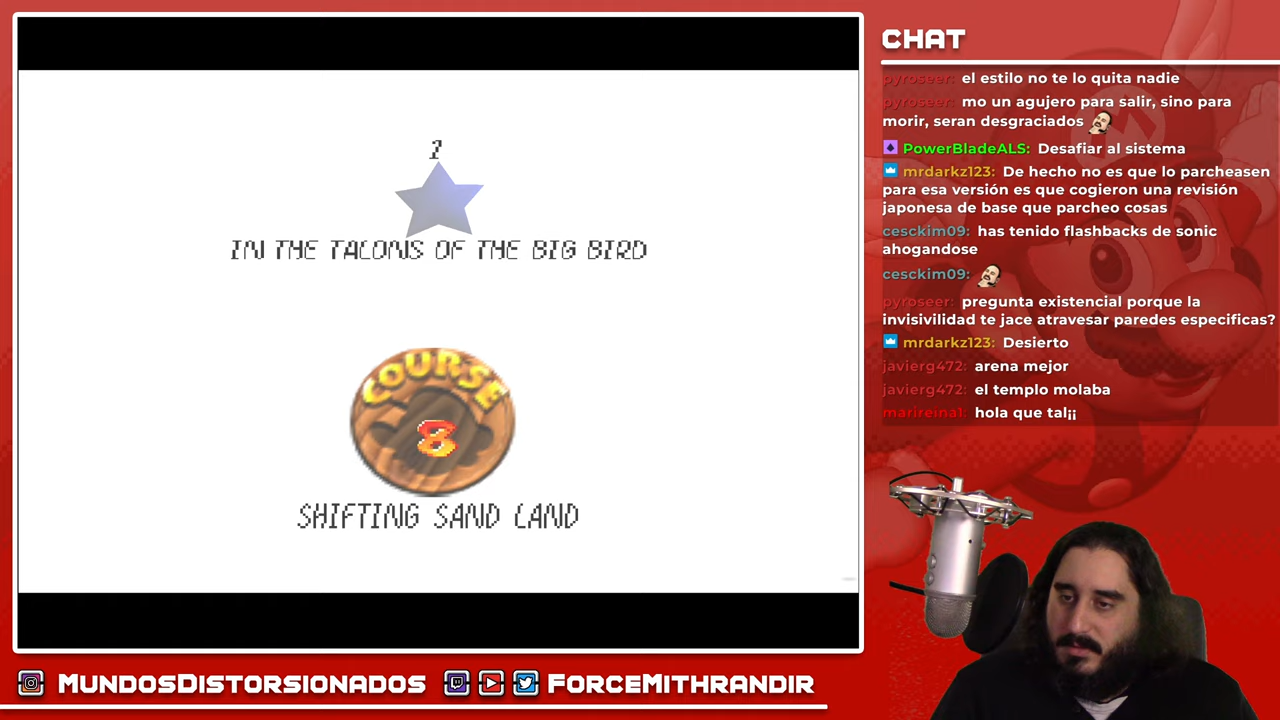 1
IN THE TALONS OF THE BIG BIRD
COURSE
8
SHIFTING SAND LAND
CHAT
pyroseer: el estilo no te lo quita nadie
pyroseer: mo un agujero para salir, sino para
morir, seran desgraciados
PowerBladeALS: Desafiar al sistema
mrdarkz123: De hecho no es que lo parcheasen
para esa versión es que cogieron una revisión
japonesa de base que parcheo cosas
cesckim09: has tenido flashbacks de sonic
ahogandose
cesckim09:
pyroseer: pregunta existencial porque la
invisivilidad te jace atravesar paredes especificas?
mrdarkz123: Desierto
javierg472: arena mejor
javierg472: el templo molaba
marireina1: hola que tal¡¡
MUNDOSDISTORSIONADOS
FORCEMITHRANDIR